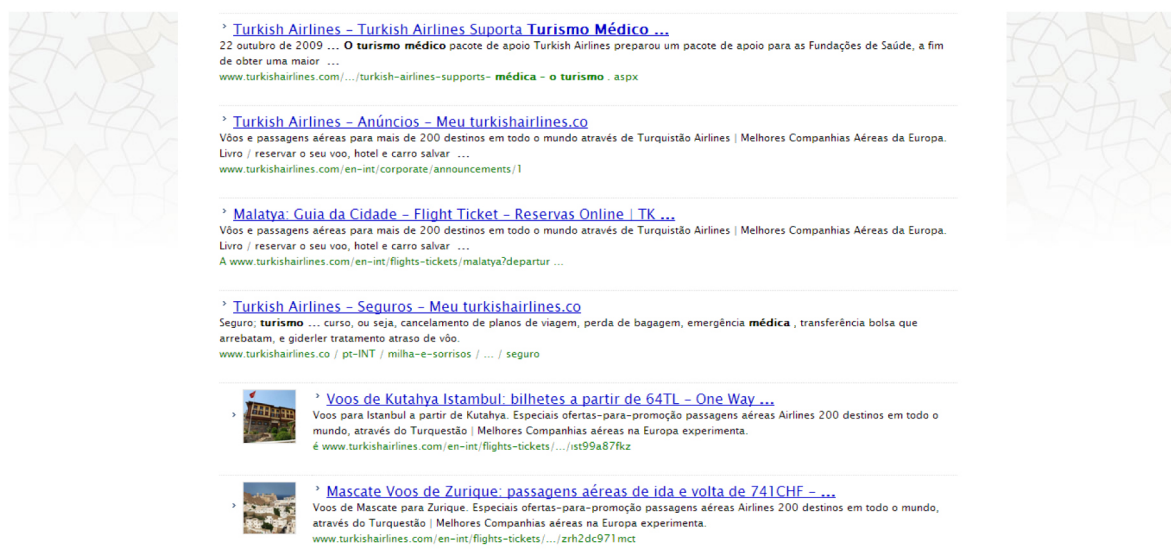 Turkish Airlines – Turkish Airlines Suporta Turismo Médico ...
22 outubro de 2009 ... O turismo médico pacote de apoio Turkish Airlines preparou um pacote de apoio para as Fundações de Saúde, a fim
de obter uma maior ...
www.turkishairlines.com/.../turkish-airlines-supports- médica - o turismo . aspx
Turkish Airlines – Anúncios – Meu turkishairlines.co
Vôos e passagens aéreas para mais de 200 destinos em todo o mundo através de Turquistão Airlines | Melhores Companhias Aéreas da Europa.
Livro / reservar o seu voo, hotel e carro salvar ...
www.turkishairlines.com/en-int/corporate/announcements/1
Malatya: Guia da Cidade – Flight Ticket – Reservas Online | TK ...
Vôos e passagens aéreas para mais de 200 destinos em todo o mundo através de Turquistão Airlines | Melhores Companhias Aéreas da Europa.
Livro / reservar o seu voo, hotel e carro salvar ...
A www.turkishairlines.com/en-int/flights-tickets/malatya?departur ...
Turkish Airlines – Seguros – Meu turkishairlines.co
Seguro; turismo ... curso, ou seja, cancelamento de planos de viagem, perda de bagagem, emergência médica , transferência bolsa que
arrebatam, e giderler tratamento atraso de vôo.
www.turkishairlines.co / pt-INT / milha-e-sorrisos / ... / seguro
Voos de Kutahya Istambul: bilhetes a partir de 64TL – One Way ...
Voos para Istanbul a partir de Kutahya. Especiais ofertas-para-promoção passagens aéreas Airlines 200 destinos em todo o
mundo, através do Turquestão | Melhores Companhias aéreas na Europa experimenta.
é www.turkishairlines.com/en-int/flights-tickets/.../ıst99a87fkz
Mascate Voos de Zurique: passagens aéreas de ida e volta de 741CHF – ...
Voos de Mascate para Zurique. Especiais ofertas-para-promoção passagens aéreas Airlines 200 destinos em todo o mundo,
através do Turquestão | Melhores Companhias aéreas na Europa experimenta.
www.turkishairlines.com/en-int/flights-tickets/.../zrh2dc971mct